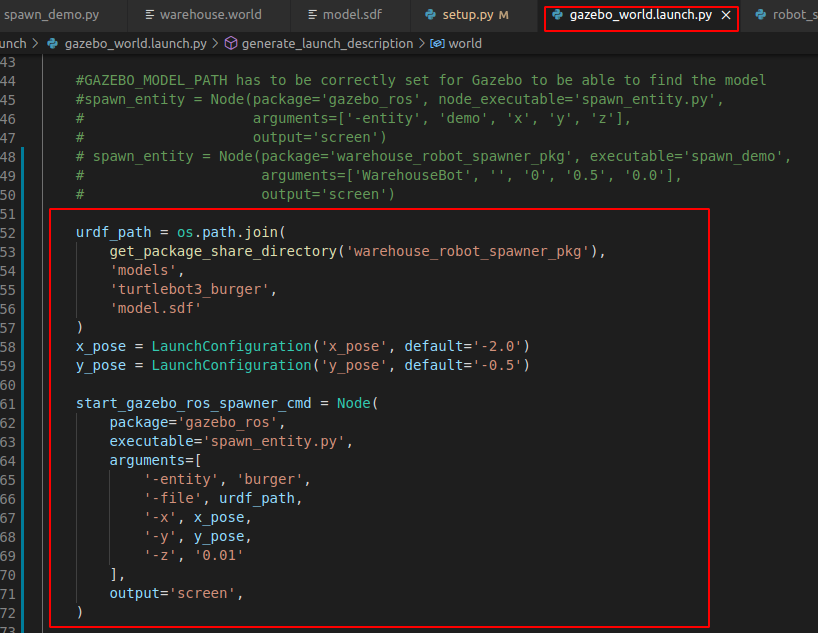 spawn_demo.py warehouse.world model.sdf setup.py M gazebo_world.launch.py robot_s
unch > gazebo_world.launch.py > generate_launch_description > world
43
44 #GAZEBO_MODEL_PATH has to be correctly set for Gazebo to be able to find the model
45 #spawn_entity = Node(package='gazebo_ros', node_executable='spawn_entity.py',
46 # arguments=['-entity', 'demo', 'x', 'y', 'z'],
47 # output='screen')
48 # spawn_entity = Node(package='warehouse_robot_spawner_pkg', executable='spawn_demo',
49 # arguments=['WarehouseBot', '', '0', '0.5', '0.0'],
50 # output='screen')
51
52 urdf_path = os.path.join(
53 get_package_share_directory('warehouse_robot_spawner_pkg'),
54 'models',
55 'turtlebot3_burger',
56 'model.sdf'
57 )
58 x_pose = LaunchConfiguration('x_pose', default='-2.0')
59 y_pose = LaunchConfiguration('y_pose', default='-0.5')
60
61 start_gazebo_ros_spawner_cmd = Node(
62 package='gazebo_ros',
63 executable='spawn_entity.py',
64 arguments=[
65 '-entity', 'burger',
66 '-file', urdf_path,
67 '-x', x_pose,
68 '-y', y_pose,
69 '-z', '0.01'
70 ],
71 output='screen',
72 )
73